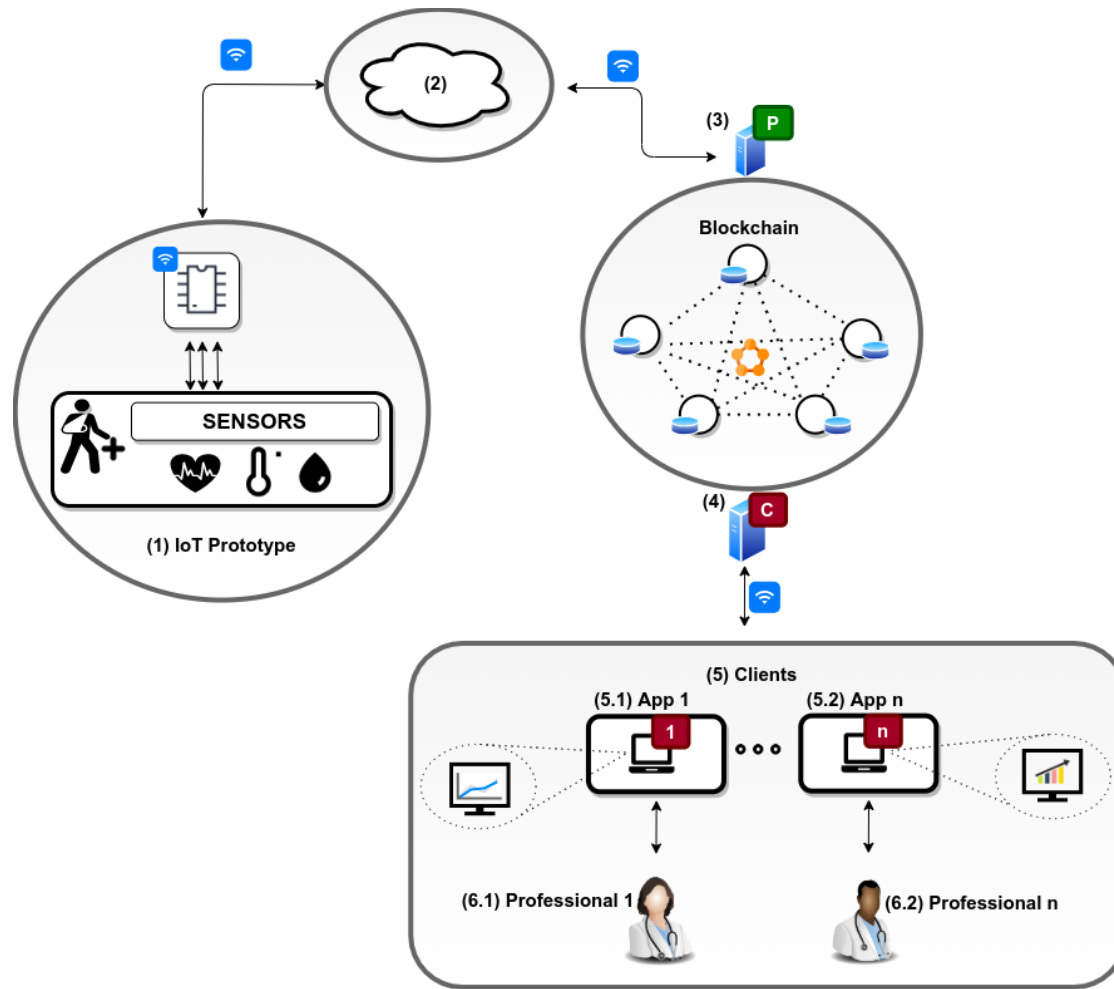 (2)
(3)
P
Blockchain
SENSORS
(1) IoT Prototype
(4)
C
(5) Clients
(5.1) App 1
(5.2) App n
1
n
(6.1) Professional 1
(6.2) Professional n